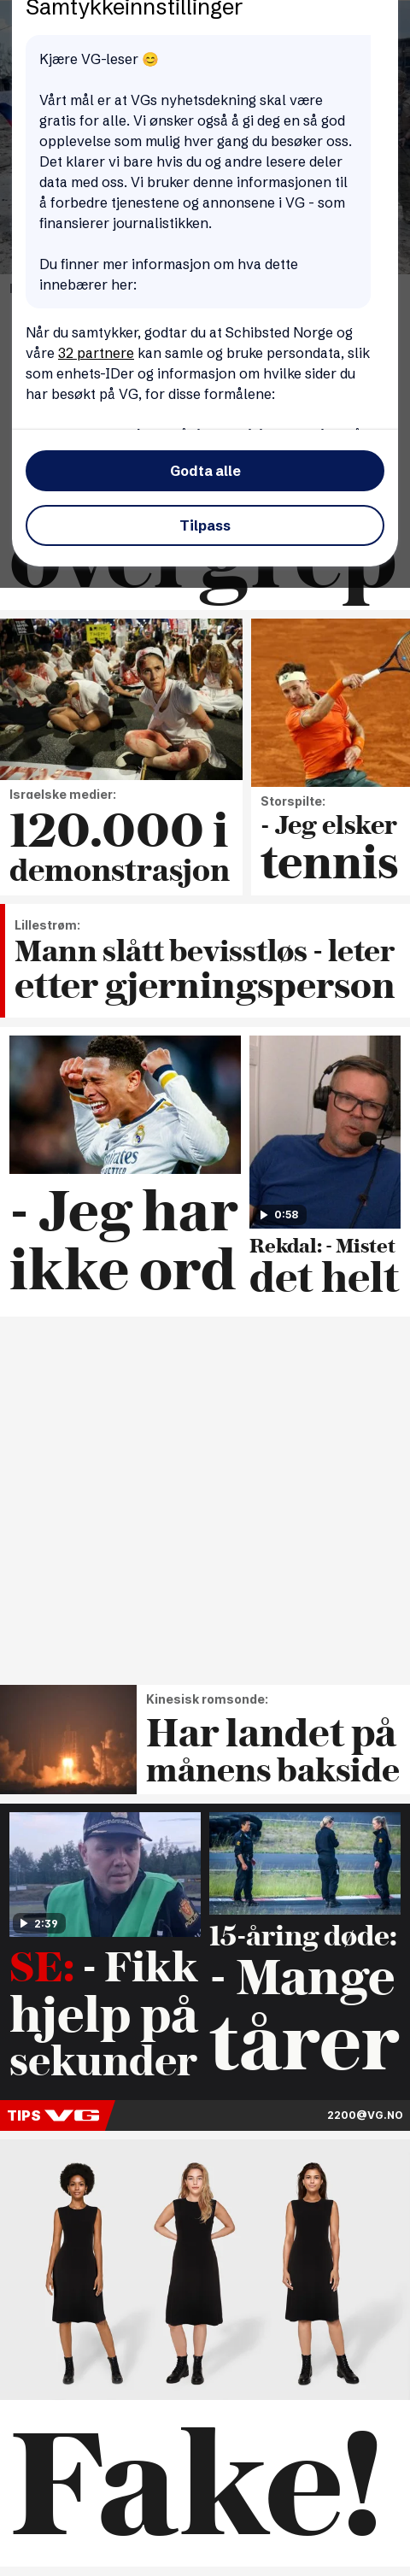 Samtykkeinnstillinger
Kjære VG-leser 😊
Vårt mål er at VGs nyhetsdekning skal være
gratis for alle. Vi ønsker også å gi deg en så god
opplevelse som mulig hver gang du besøker oss.
Det klarer vi bare hvis du og andre lesere deler
data med oss. Vi bruker denne informasjonen til
å forbedre tjenestene og annonsene i VG - som
finansierer journalistikken.
Du finner mer informasjon om hva dette
innebærer her:
Når du samtykker, godtar du at Schibsted Norge og
våre 32 partnere kan samle og bruke persondata, slik
som enhets-IDer og informasjon om hvilke sider du
har besøkt på VG, for disse formålene:
Godta alle
Tilpass
overgrep
Israelske medier:
120.000 i
demonstrasjon
Storspilte:
- Jeg elsker
tennis
Lillestrøm:
Mann slått bevisstløs - leter
etter gjerningsperson
- Jeg har
ikke ord
0:58
Rekdal: - Mistet
det helt
Kinesisk romsonde:
Har landet på
månens bakside
2:39
SE: - Fikk
hjelp på
sekunder
15-åring døde:
- Mange
tårer
TIPS VG
2200@VG.NO
Fake!